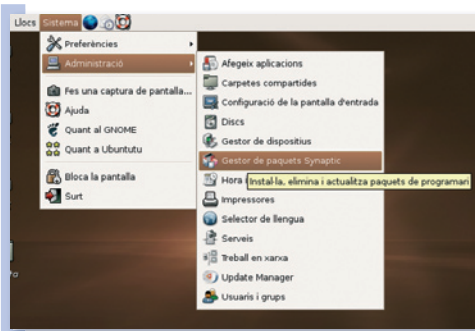 Llocs Sistema
Preferències
Administració
Fes una captura de pantalla...
Ajuda
Quant al GNOME
Quant a Ubuntutu
Bloca la pantalla
Surt
Afegeix aplicacions
Carpetes compartides
Configuració de la pantalla d'entrada
Discs
Gestor de dispositius
Gestor de paquets Synaptic
Hora
Instal·la, elimina i actualitza paquets de programari
Impressores
Selector de llengua
Serveis
Treball en xarxa
Update Manager
Usuaris i grups